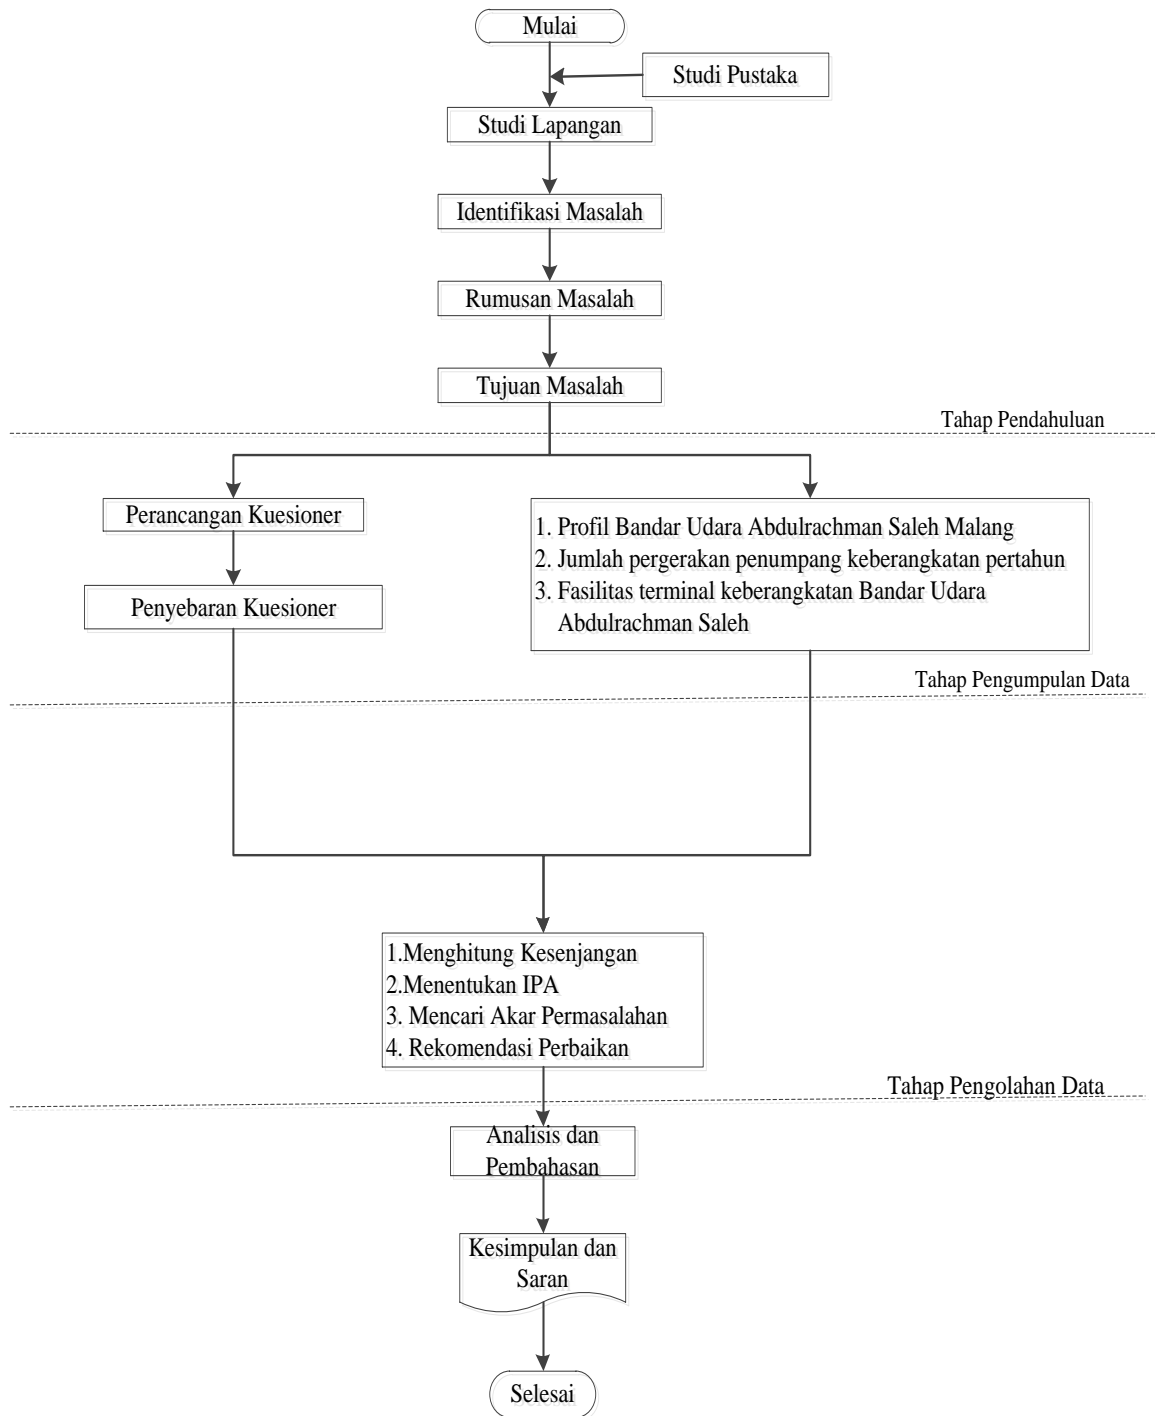 Mulai
Studi Pustaka
Studi Lapangan
Identifikasi Masalah
Rumusan Masalah
Tujuan Masalah
Tahap Pendahuluan
Perancangan Kuesioner
Penyebaran Kuesioner
1. Profil Bandar Udara Abdulrachman Saleh Malang
2. Jumlah pergerakan penumpang keberangkatan pertahun
3. Fasilitas terminal keberangkatan Bandar Udara
Abdulrachman Saleh
Tahap Pengumpulan Data
1.Menghitung Kesenjangan
2.Menentukan IPA
3. Mencari Akar Permasalahan
4. Rekomendasi Perbaikan
Tahap Pengolahan Data
Analisis dan
Pembahasan
Kesimpulan dan
Saran
Selesai